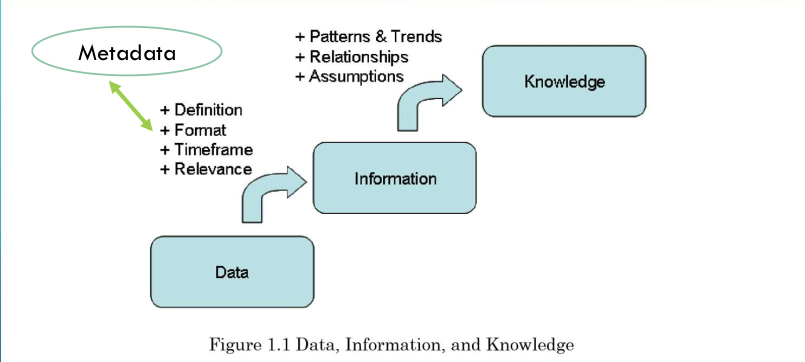 Metadata
+ Definition
+ Format
+ Timeframe
+ Relevance
+ Patterns & Trends
+ Relationships
+ Assumptions
Knowledge
Information
Data
Figure 1.1 Data, Information, and Knowledge